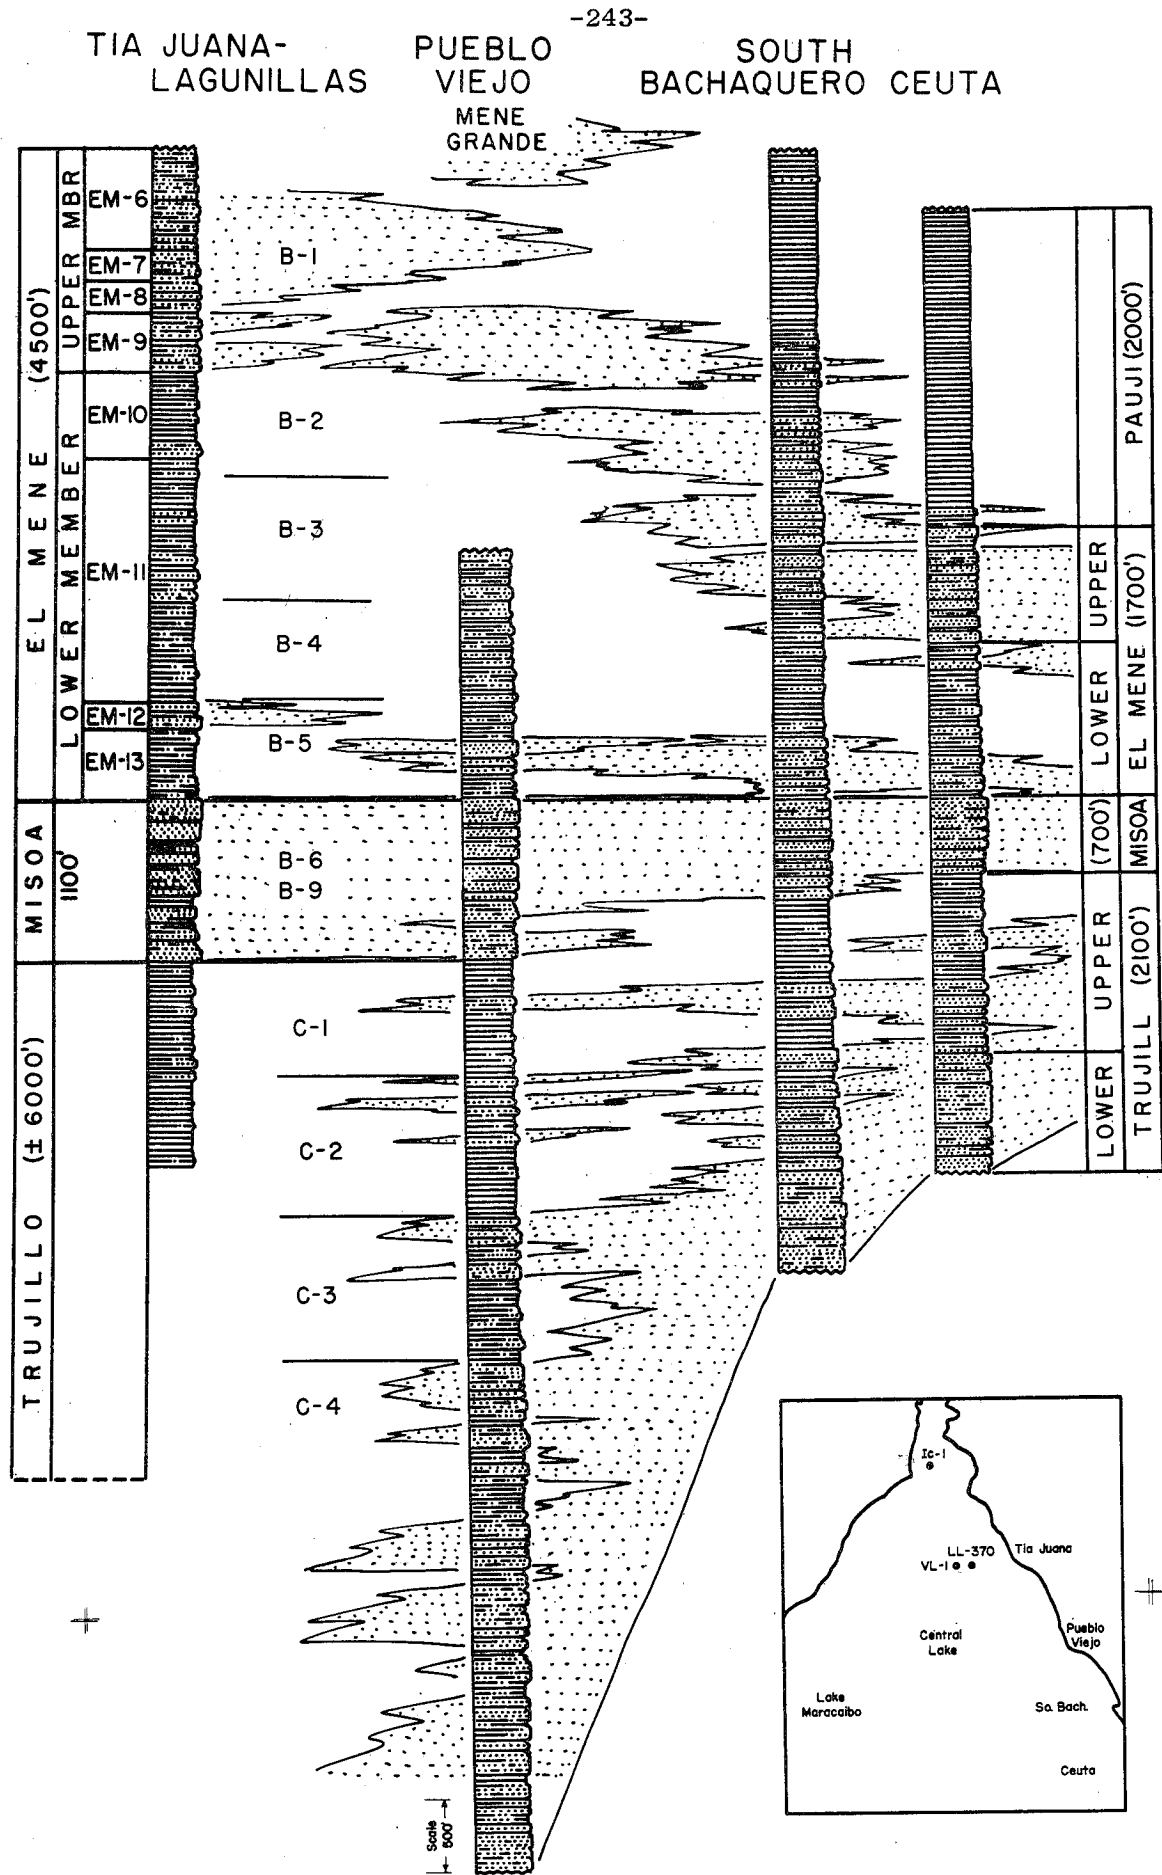 -243-
TIA JUANA-
LAGUNILLAS
PUEBLO
VIEJO
MENE
GRANDE
SOUTH
BACHAQUERO CEUTA
EL MENE (4500')
UPPER MBR
LOWER MEMBER
EM-6
EM-7
EM-8
EM-9
EM-10
EM-11
EM-12
EM-13
MISOA
1100'
TRUJILLO (± 6000')
B-1
B-2
B-3
B-4
B-5
B-6
B-9
C-1
C-2
C-3
C-4
PAUJI (2000')
UPPER
LOWER
EL MENE (1700')
(700')
MISOA
UPPER
LOWER
TRUJILL (2100')
Scale
500'
Ic-1
LL-370
VL-1
Tia Juana
Central
Lake
Pueblo
Viejo
Lake
Maracaibo
So. Bach.
Ceuta